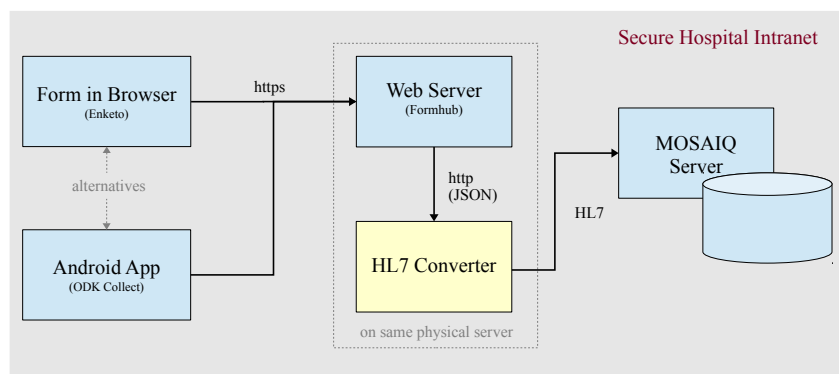 Secure Hospital Intranet
Form in Browser
(Enketo)
https
Web Server
(Formhub)
MOSAIQ
Server
alternatives
http
(JSON)
HL7
Android App
(ODK Collect)
HL7 Converter
on same physical server